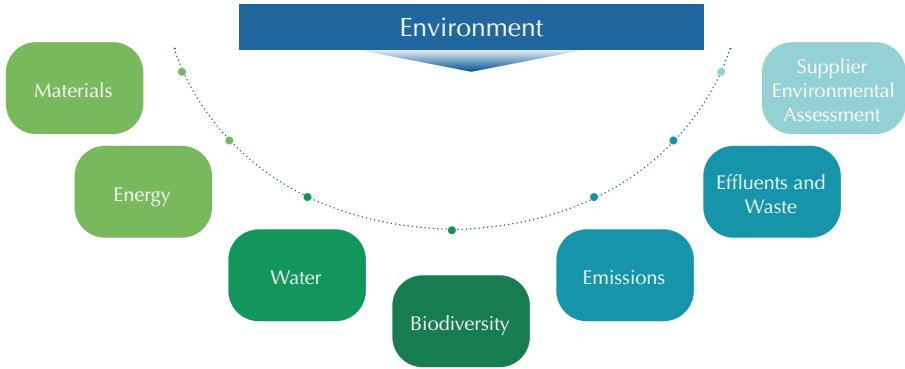 Environment
Materials
Energy
Water
Biodiversity
Emissions
Effluents and
Waste
Supplier
Environmental
Assessment